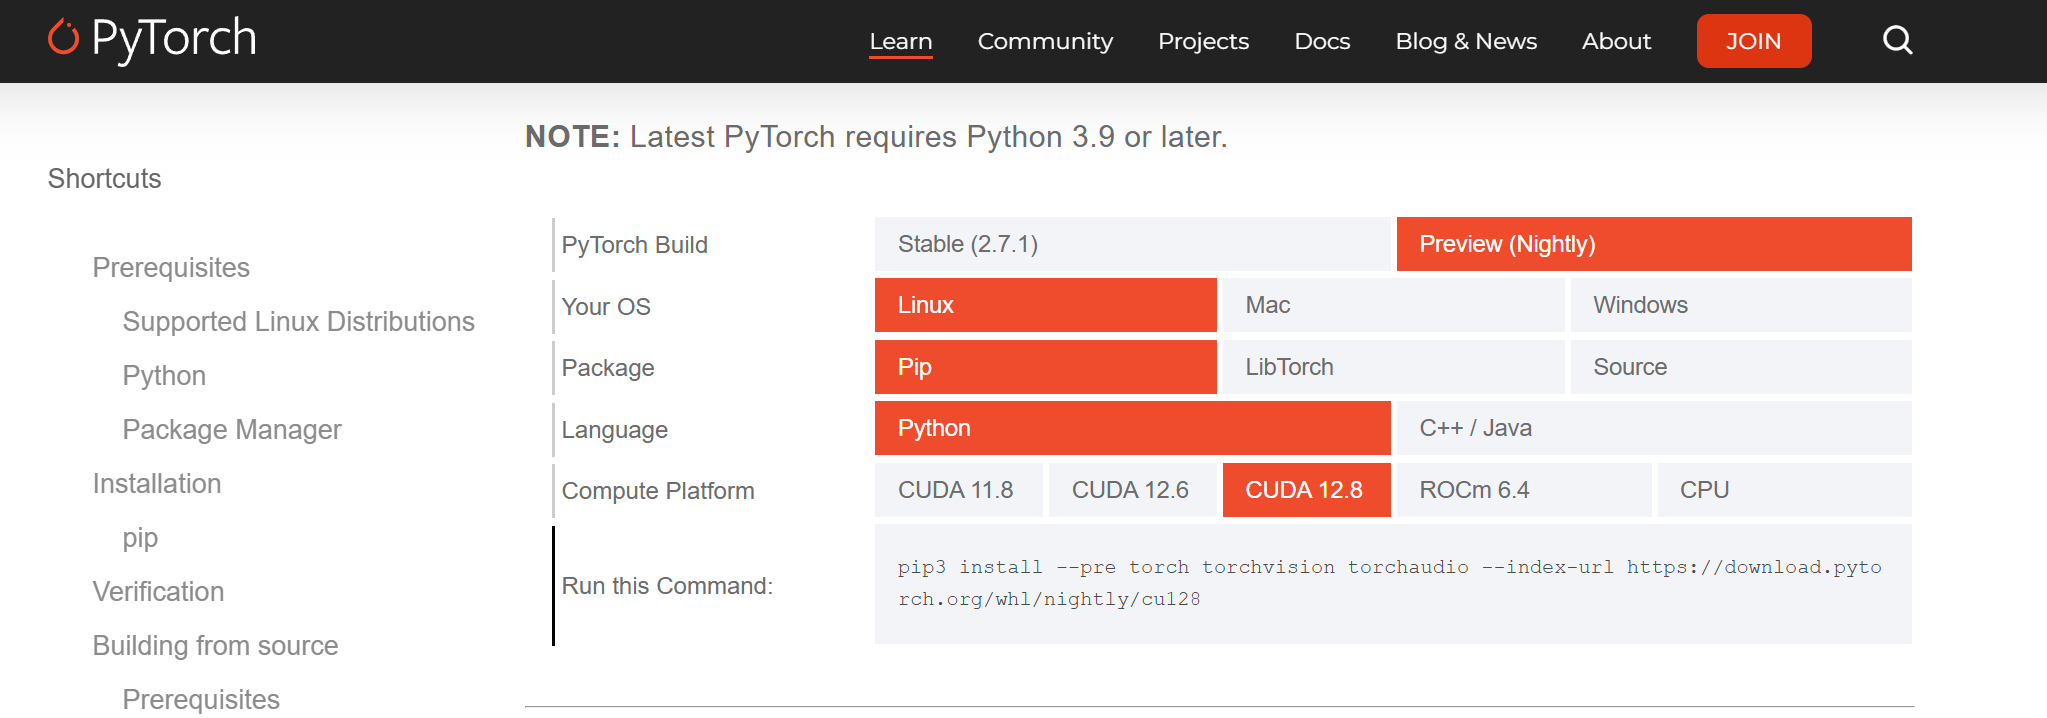 PyTorch
Learn Community Projects Docs Blog & News About JOIN
NOTE: Latest PyTorch requires Python 3.9 or later.
Shortcuts
Prerequisites
Supported Linux Distributions
Python
Package Manager
Installation
pip
Verification
Building from source
Prerequisites
PyTorch Build Stable (2.7.1) Preview (Nightly)
Your OS Linux Mac Windows
Package Pip LibTorch Source
Language Python C++ / Java
Compute Platform CUDA 11.8 CUDA 12.6 CUDA 12.8 ROCm 6.4 CPU
Run this Command:
pip3 install --pre torch torchvision torchaudio --index-url https://download.pyto
rch.org/whl/nightly/cu128